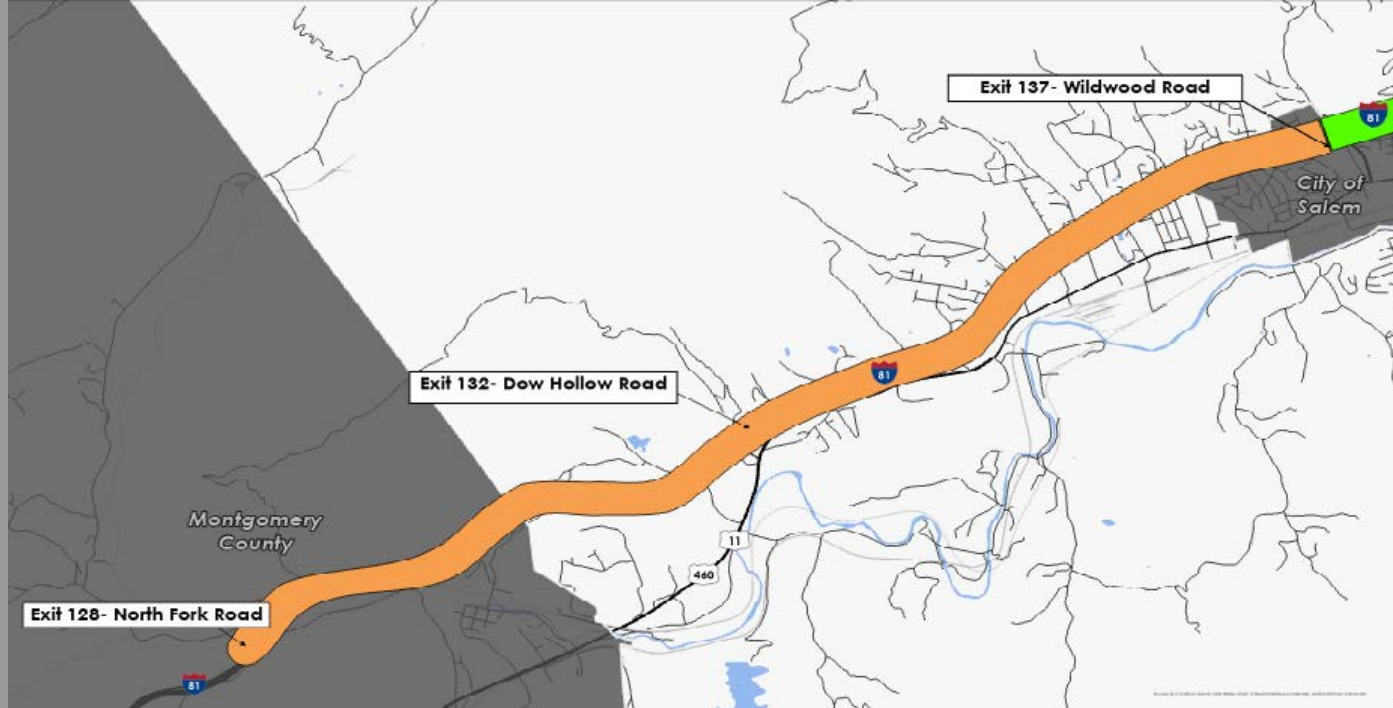 Exit 137- Wildwood Road
81
City of
Salem
Exit 132- Dow Hollow Road
81
Montgomery
County
11
460
Exit 128- North Fork Road
81